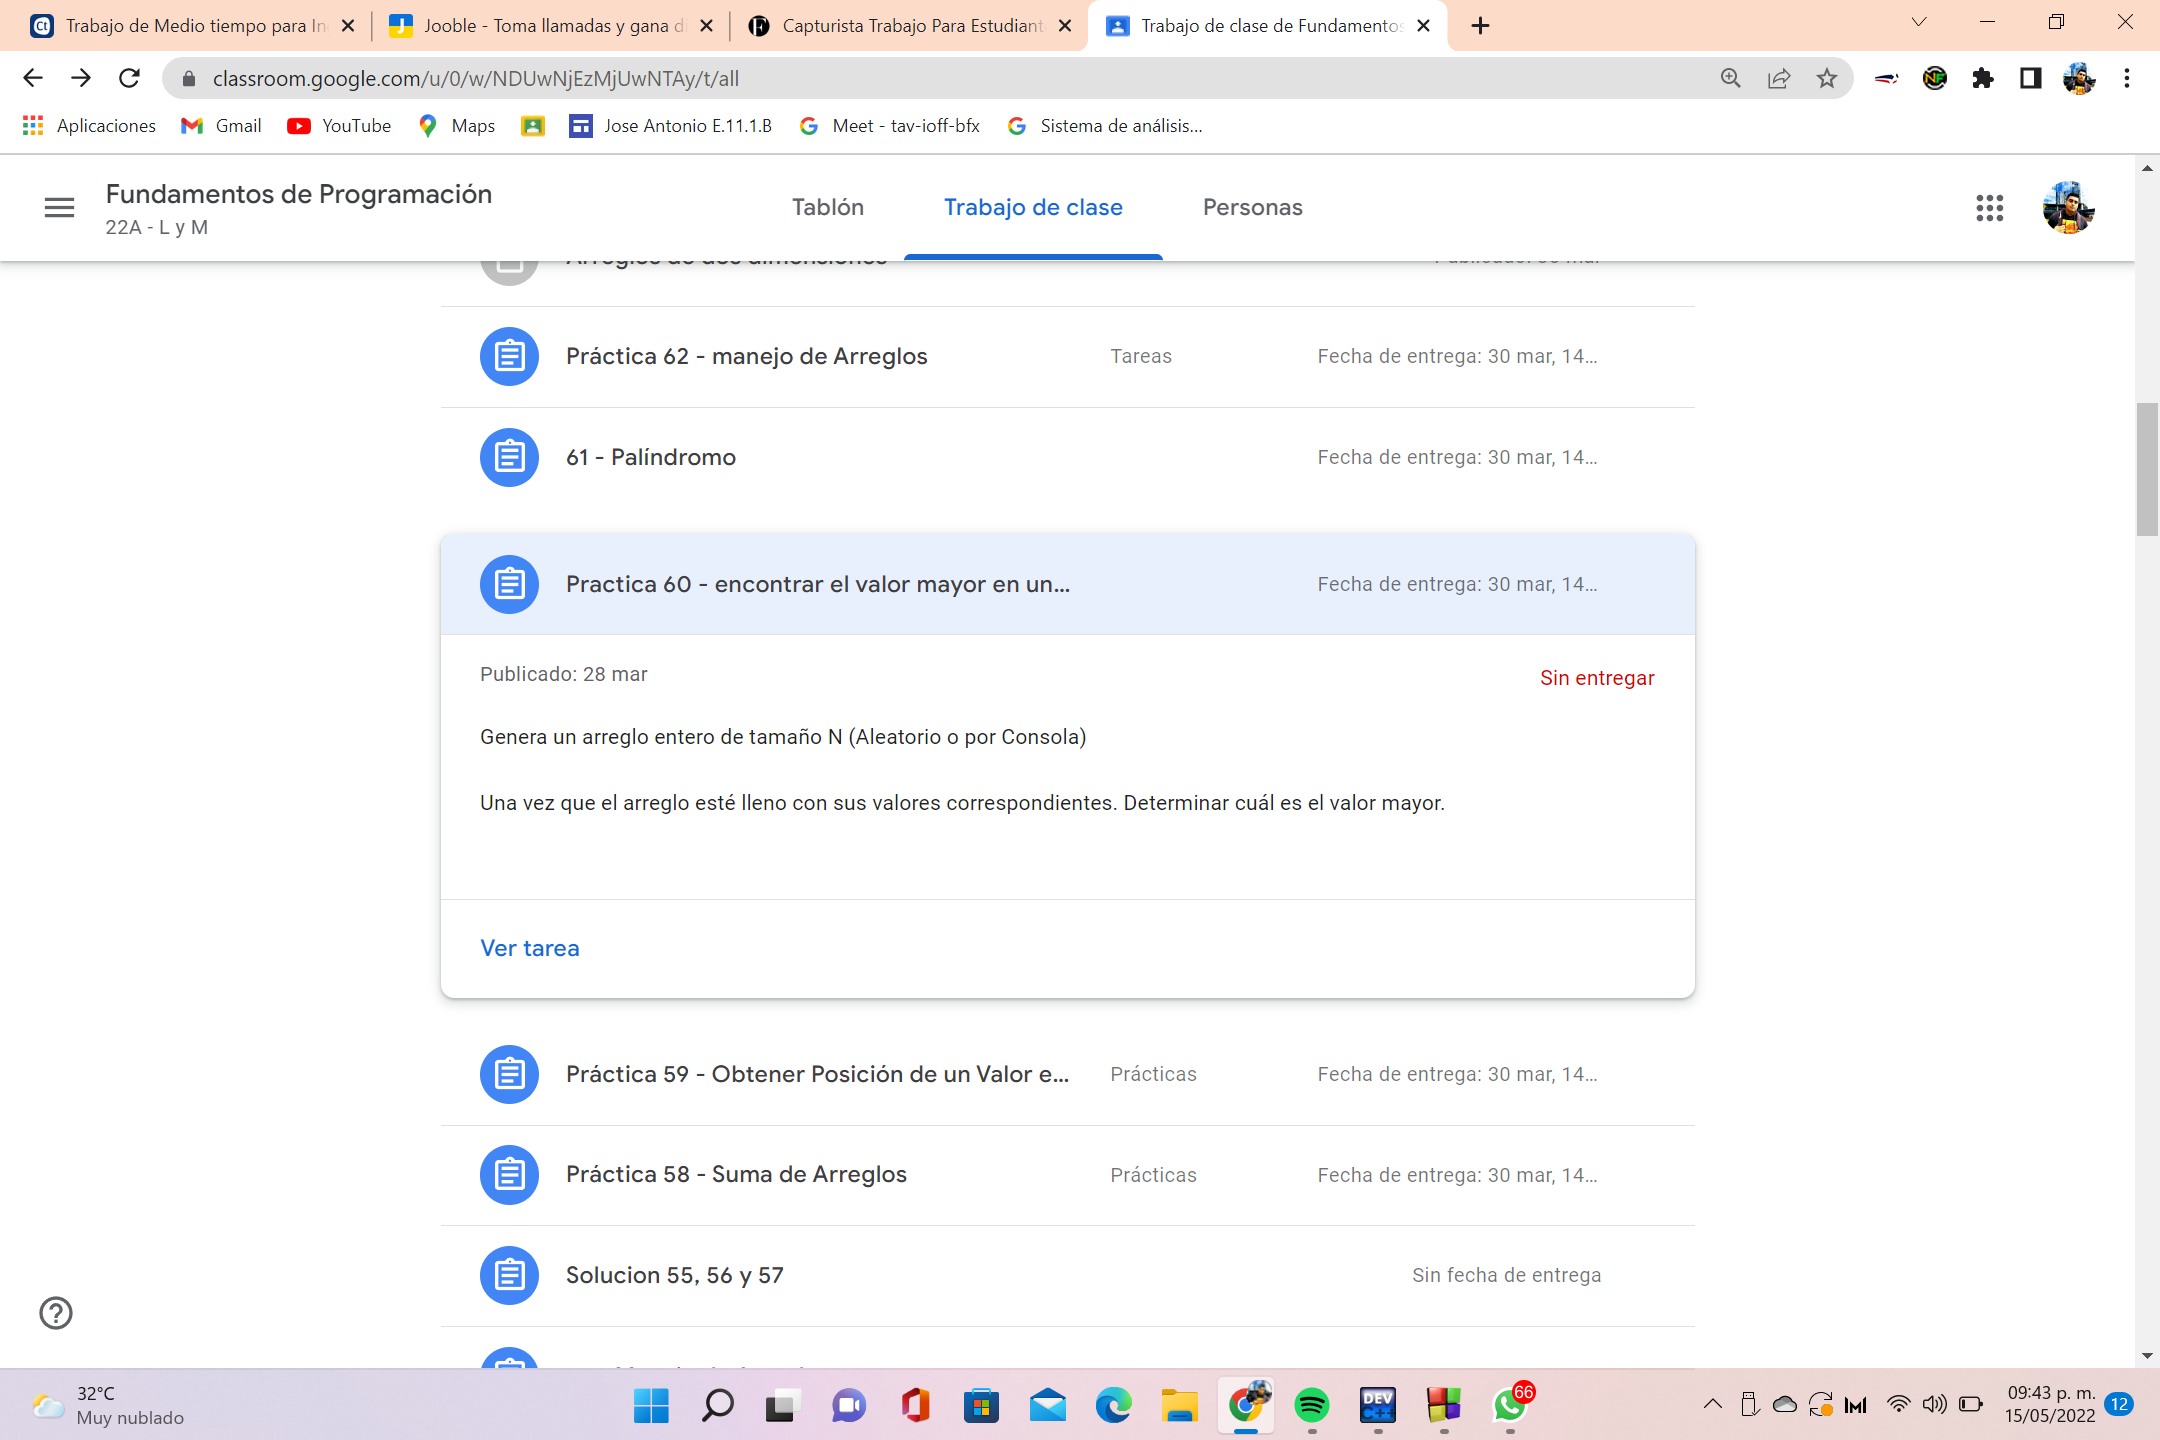 Trabajo de Medio tiempo para In
Jooble - Toma llamadas y gana di
Capturista Trabajo Para Estudiant
Trabajo de clase de Fundamentos
classroom.google.com/u/0/w/NDUwNjEzMjUwNTAy/t/all
Aplicaciones
Gmail
YouTube
Maps
Jose Antonio E.11.1.B
Meet - tav-ioff-bfx
Sistema de análisis...
Fundamentos de Programación
22A - L y M
Tablón
Trabajo de clase
Personas
Arreglos de dos dimensiones
Práctica 62 - manejo de Arreglos
Tareas
Fecha de entrega: 30 mar, 14...
61 - Palíndromo
Fecha de entrega: 30 mar, 14...
Practica 60 - encontrar el valor mayor en un...
Fecha de entrega: 30 mar, 14...
Publicado: 28 mar
Sin entregar
Genera un arreglo entero de tamaño N (Aleatorio o por Consola)
Una vez que el arreglo esté lleno con sus valores correspondientes. Determinar cuál es el valor mayor.
Ver tarea
Práctica 59 - Obtener Posición de un Valor e...
Prácticas
Fecha de entrega: 30 mar, 14...
Práctica 58 - Suma de Arreglos
Prácticas
Fecha de entrega: 30 mar, 14...
Solucion 55, 56 y 57
Sin fecha de entrega
32°C
Muy nublado
DEV
C++
66
09:43 p. m.
15/05/2022
12